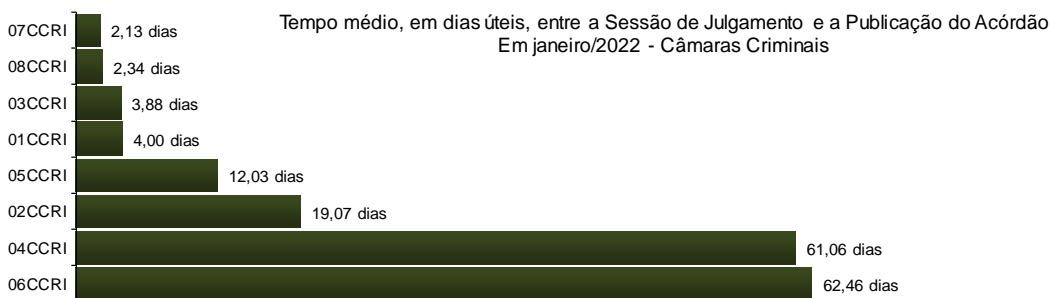 Tempo médio, em dias úteis, entre a Sessão de Julgamento e a Publicação do Acórdão
Em janeiro/2022 - Câmaras Criminais
07CCRI 2,13 dias
08CCRI 2,34 dias
03CCRI 3,88 dias
01CCRI 4,00 dias
05CCRI 12,03 dias
02CCRI 19,07 dias
04CCRI 61,06 dias
06CCRI 62,46 dias